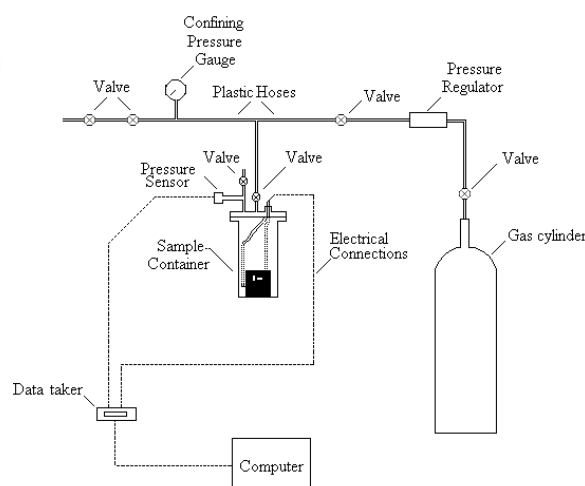 Confining
Pressure
Gauge
Valve
Plastic Hoses
Valve
Pressure
Regulator
Valve
Valve
Pressure
Sensor
Valve
Sample
Container
Electrical
Connections
Gas cylinder
Data taker
Computer